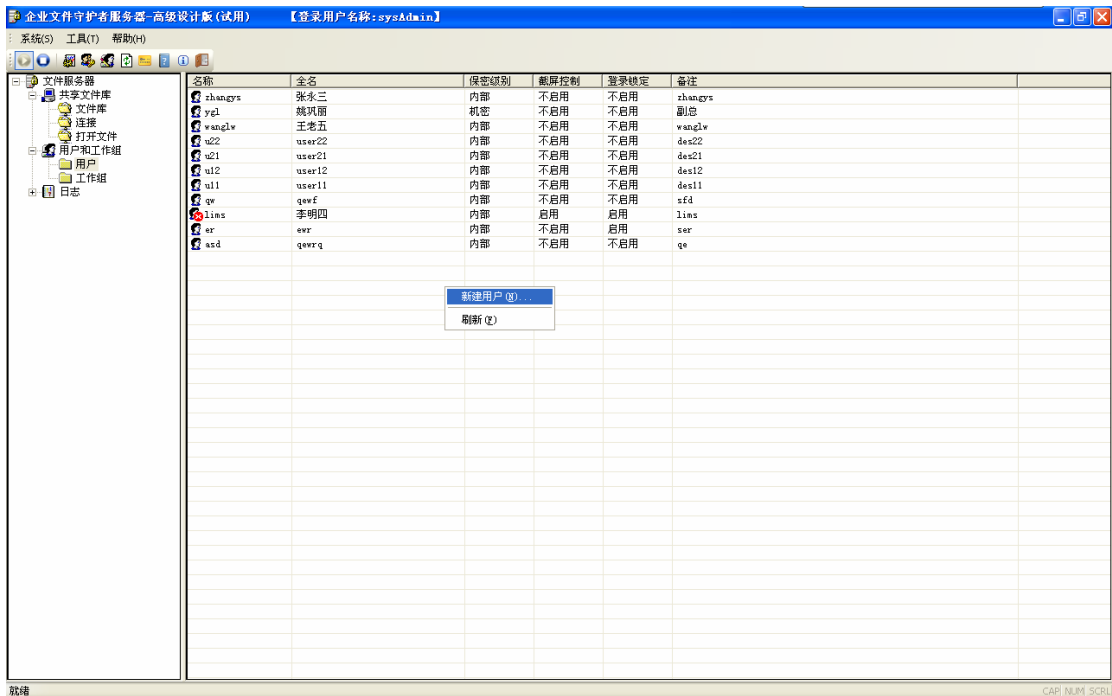 企业文件守护者服务器-高级设计版(试用) 【登录用户名称:sysAdmin】
系统(S) 工具(T) 帮助(H)
文件服务器
共享文件库
文件库
连接
打开文件
用户和工作组
用户
工作组
日志
名称 全名 保密级别 截屏控制 登录锁定 备注
zhangys 张永三 内部 不启用 不启用 zhangys
ygl 姚巩丽 机密 不启用 不启用 副总
wanglw 王老五 内部 不启用 不启用 wanglw
u22 user22 内部 不启用 不启用 des22
u21 user21 内部 不启用 不启用 des21
u12 user12 内部 不启用 不启用 des12
u11 user11 内部 不启用 不启用 des11
qw qewf 内部 不启用 不启用 sfd
lims 李明四 内部 启用 启用 lims
er ewr 内部 不启用 启用 ser
asd qewrq 内部 不启用 不启用 qe
新建用户(N)...
刷新(F)
就绪 CAP NUM SCRL